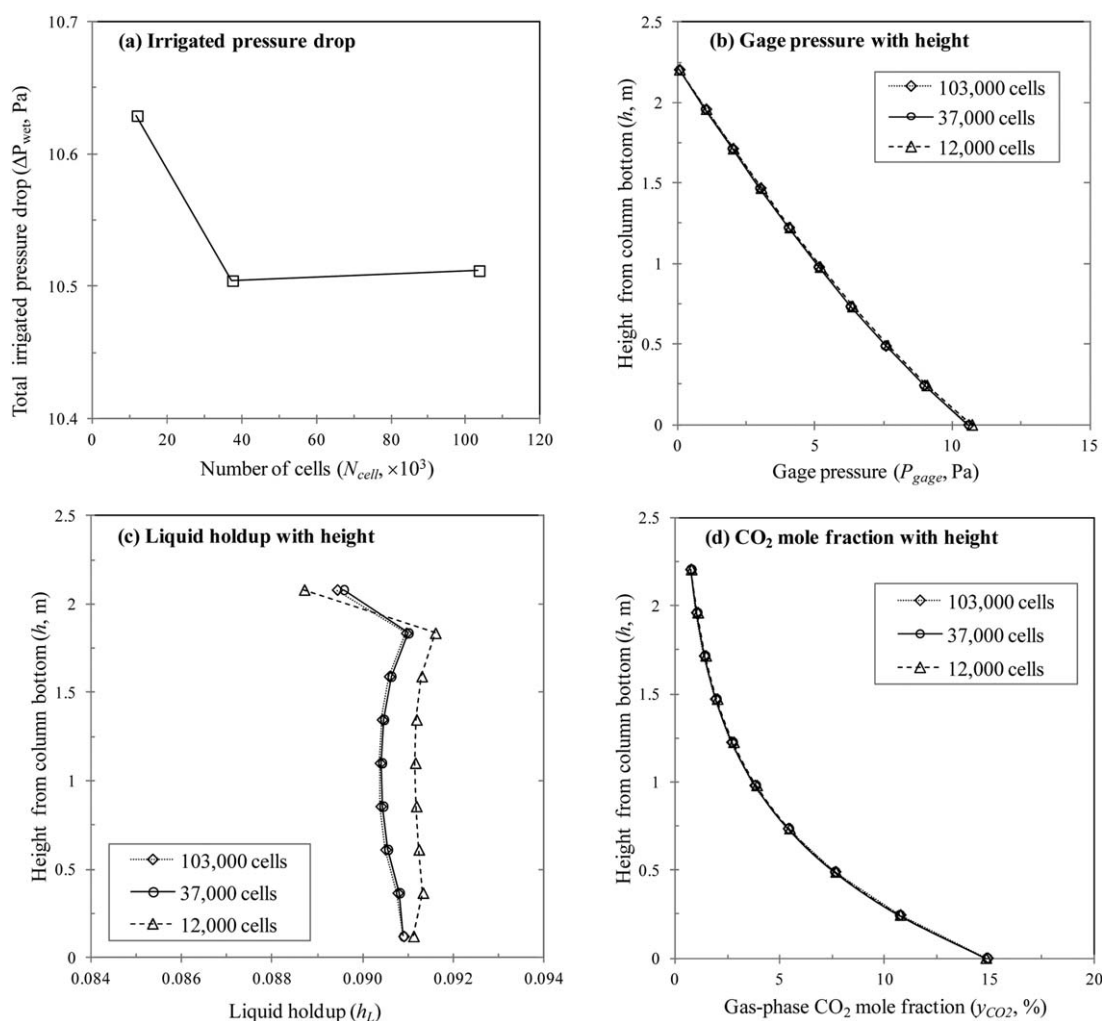 (a) Irrigated pressure drop
Total irrigated pressure drop (ΔP_wet, Pa)
10.7
10.6
10.5
10.4
0
20
40
60
80
100
120
Number of cells (N_cell, ×10³)
(b) Gage pressure with height
Height from column bottom (h, m)
2.5
2
1.5
1
0.5
0
103,000 cells
37,000 cells
12,000 cells
0
5
10
15
Gage pressure (P_gage, Pa)
(c) Liquid holdup with height
Height from column bottom (h, m)
2.5
2
1.5
1
0.5
0
103,000 cells
37,000 cells
12,000 cells
0.084
0.086
0.088
0.090
0.092
0.094
Liquid holdup (h_L)
(d) CO₂ mole fraction with height
Height from column bottom (h, m)
2.5
2
1.5
1
0.5
0
103,000 cells
37,000 cells
12,000 cells
0
5
10
15
20
Gas-phase CO₂ mole fraction (y_CO2, %)